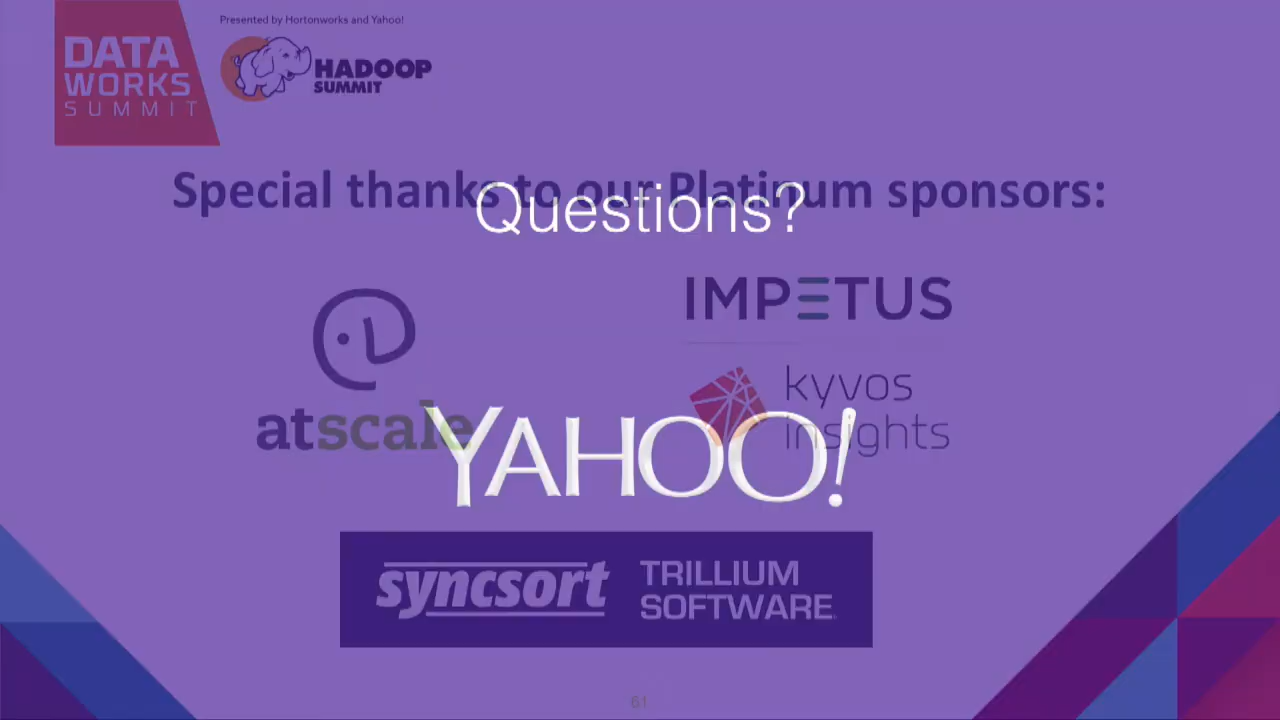 Presented by Hortonworks and Yahoo!
DATA
WORKS
SUMMIT
HADOOP
SUMMIT
Special thanks to our Platinum sponsors:
Questions?
IMPETUS
atscale
kyvos
insights
YAHOO!
syncsort
TRILLIUM
SOFTWARE
61